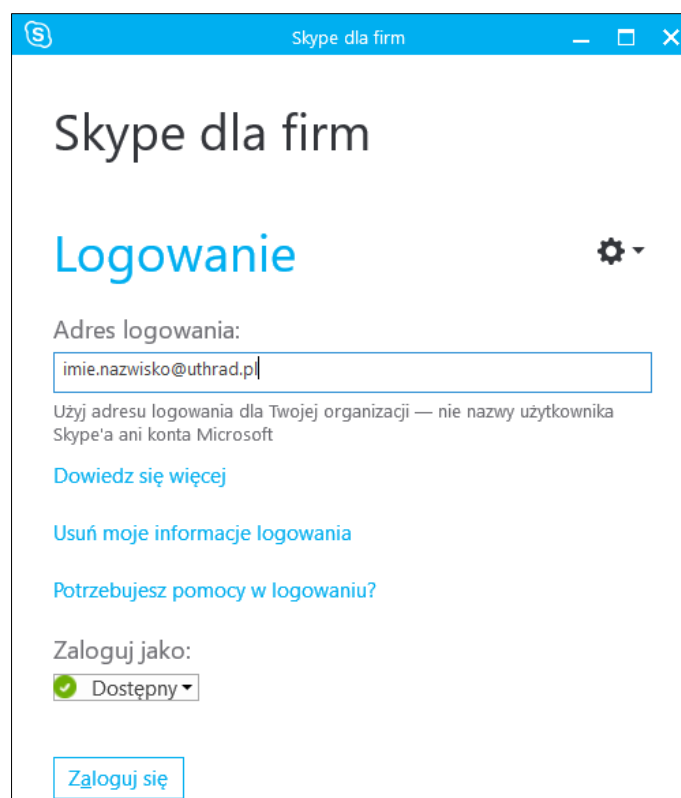 Skype dla firm
Skype dla firm
Logowanie
Adres logowania:
imie.nazwisko@uthrad.pl
Użyj adresu logowania dla Twojej organizacji — nie nazwy użytkownika
Skype'a ani konta Microsoft
Dowiedz się więcej
Usuń moje informacje logowania
Potrzebujesz pomocy w logowaniu?
Zaloguj jako:
Dostępny
Zaloguj się